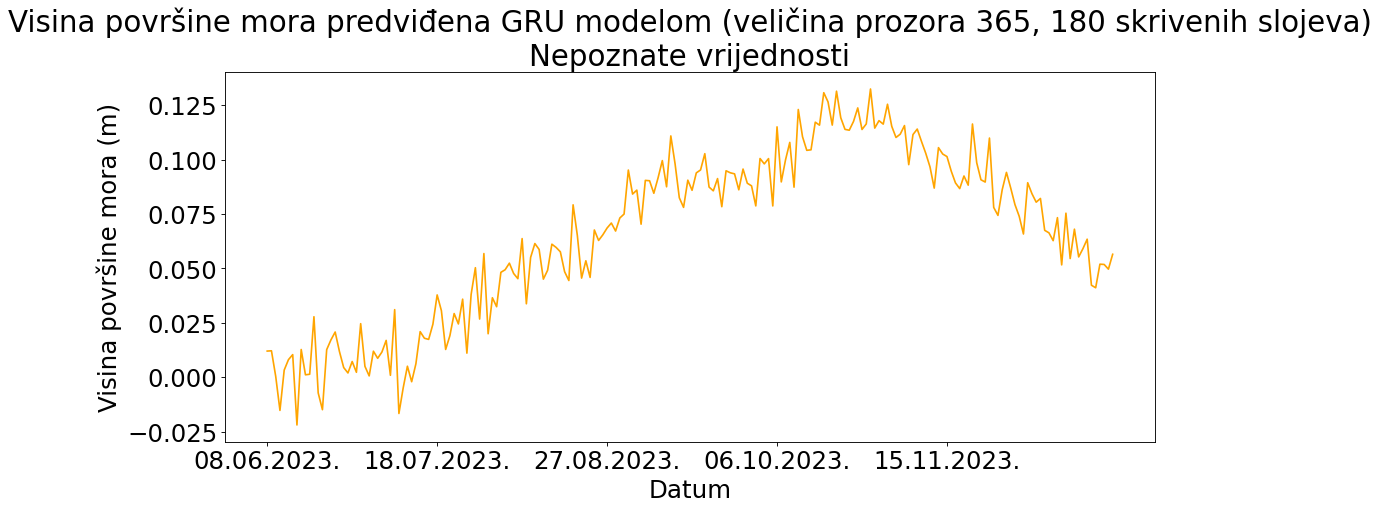 Visina površine mora predviđena GRU modelom (veličina prozora 365, 180 skrivenih slojeva)
Nepoznate vrijednosti
Visina površine mora (m)
0.125
0.100
0.075
0.050
0.025
0.000
−0.025
08.06.2023. 18.07.2023. 27.08.2023. 06.10.2023. 15.11.2023.
Datum